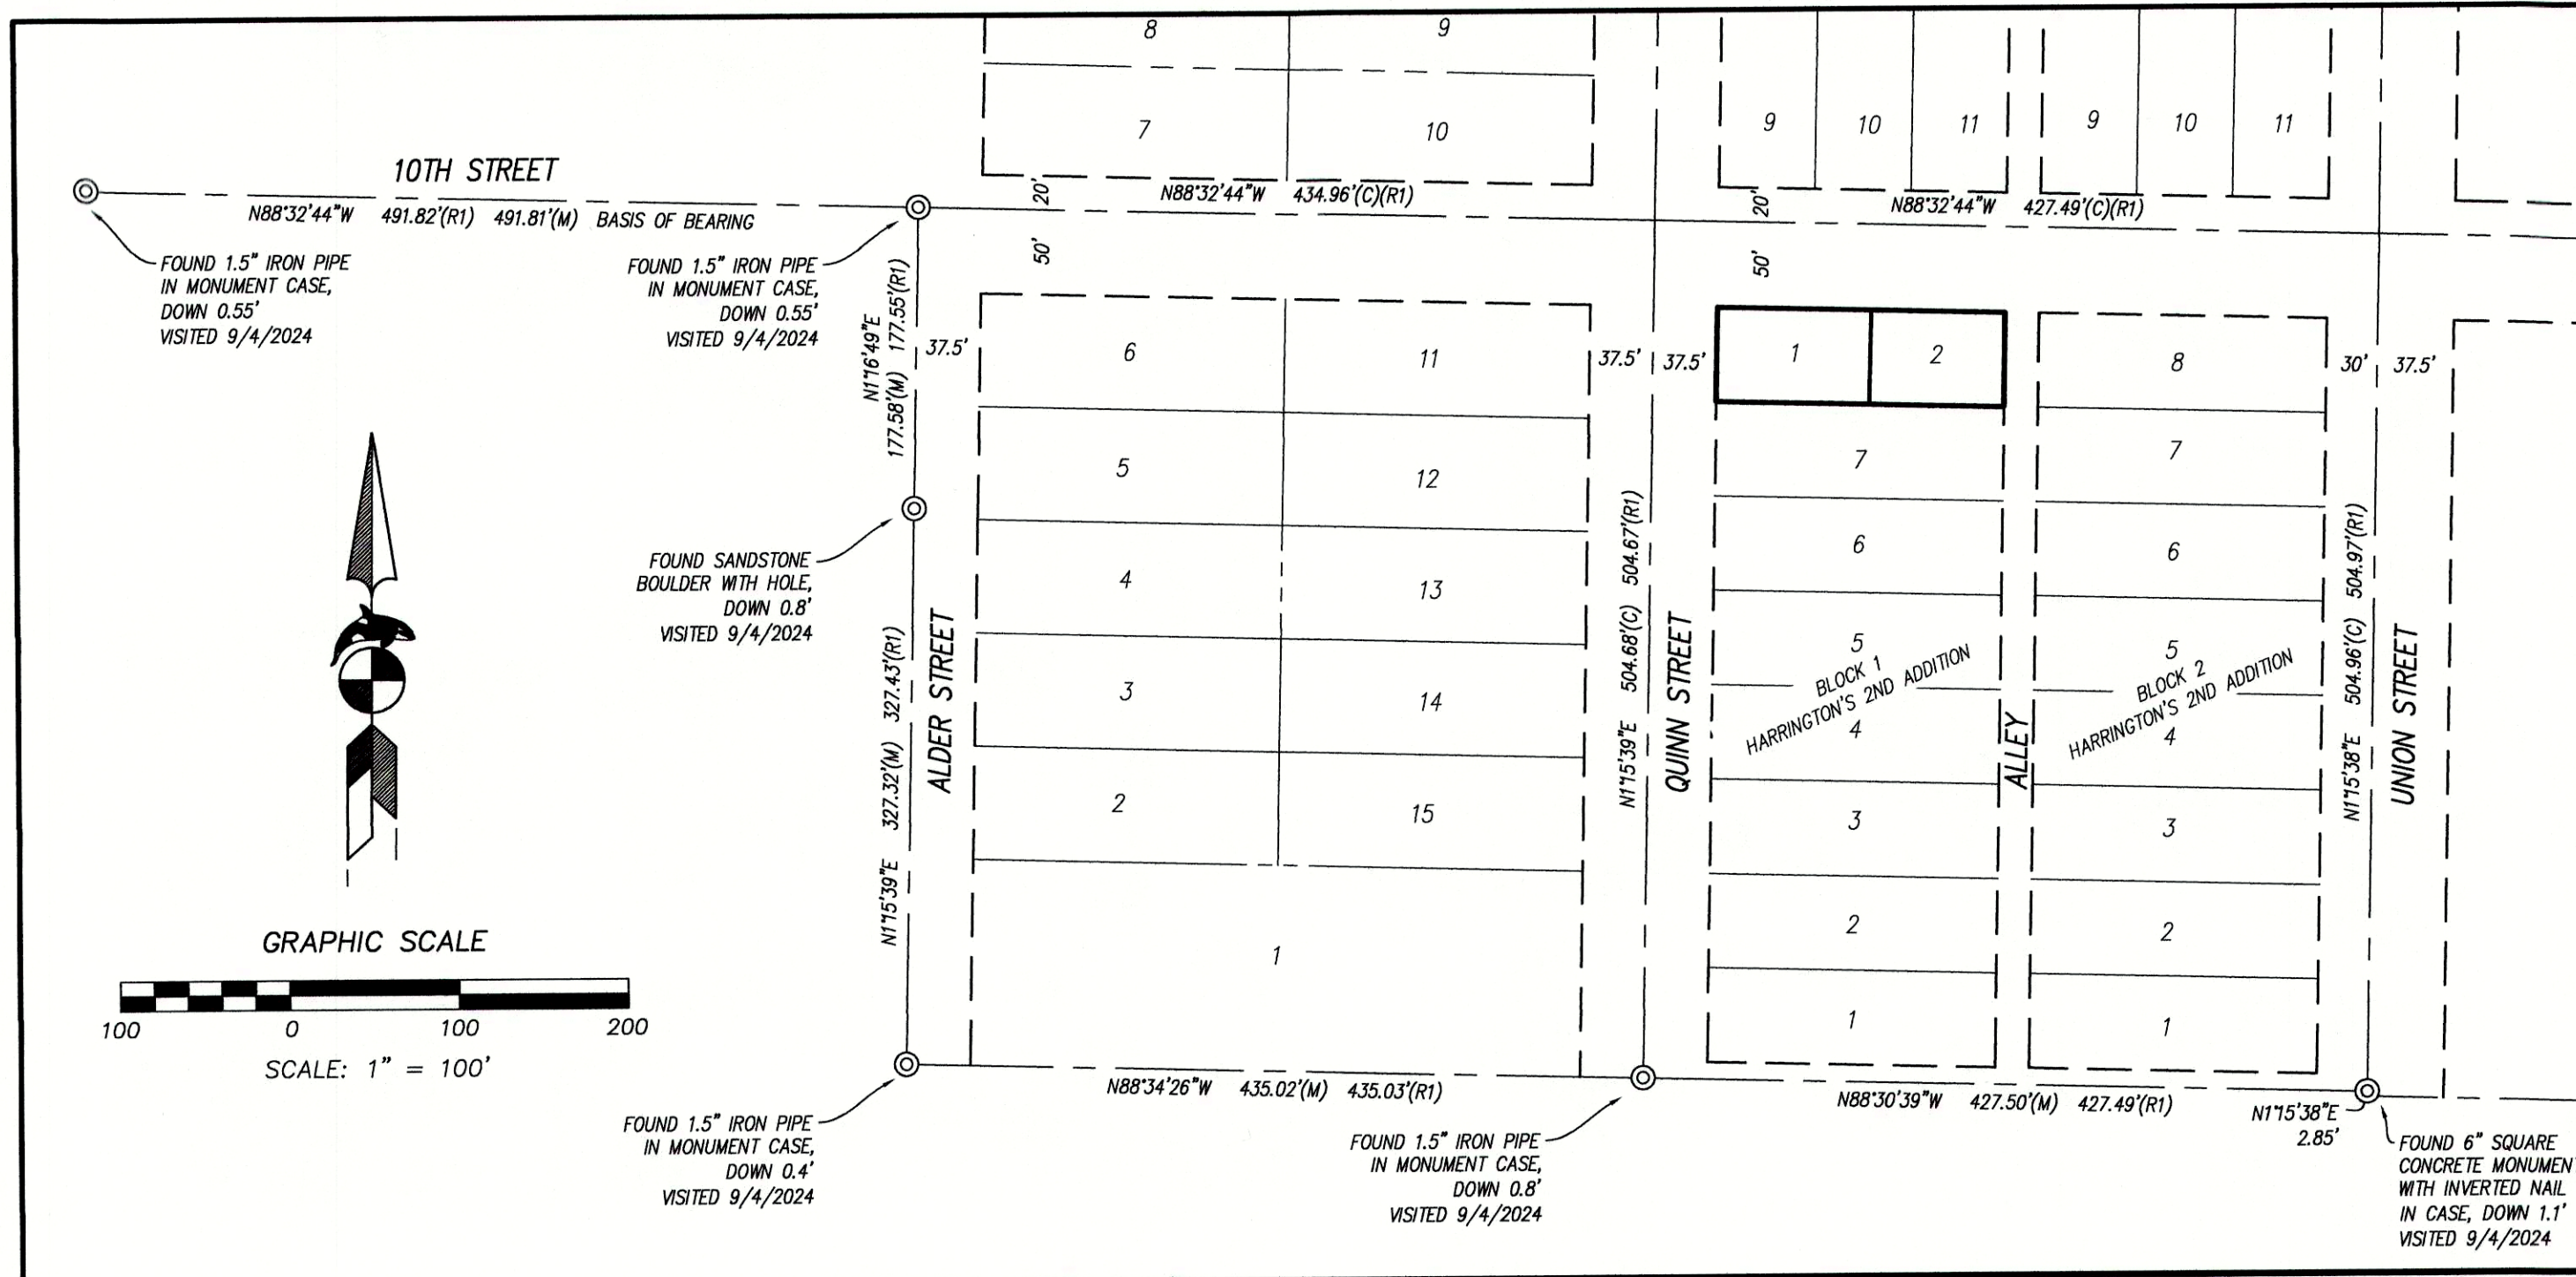 8
9
7
10
9
10
11
9
10
11
10TH STREET
N88°32'44"W 491.82'(R1) 491.81'(M) BASIS OF BEARING
20'
N88°32'44"W 434.96'(C)(R1)
20'
N88°32'44"W 427.49'(C)(R1)
50'
50'
FOUND 1.5" IRON PIPE
IN MONUMENT CASE,
DOWN 0.55'
VISITED 9/4/2024
FOUND 1.5" IRON PIPE
IN MONUMENT CASE,
DOWN 0.55'
VISITED 9/4/2024
N1°16'49"E
177.58'(M) 177.55'(R1)
37.5'
6
11
37.5'
37.5'
1
2
8
30'
37.5'
5
12
7
7
FOUND SANDSTONE
BOULDER WITH HOLE,
DOWN 0.8'
VISITED 9/4/2024
4
13
6
6
N1°15'39"E 327.32'(M) 327.43'(R1)
ALDER STREET
3
14
N1°15'39"E 504.68'(C) 504.67'(R1)
QUINN STREET
5
BLOCK 1
HARRINGTON'S 2ND ADDITION
4
ALLEY
5
BLOCK 2
HARRINGTON'S 2ND ADDITION
4
N1°15'38"E 504.96'(C) 504.97'(R1)
UNION STREET
2
15
3
3
1
2
2
1
1
GRAPHIC SCALE
100 0 100 200
SCALE: 1" = 100'
N88°34'26"W 435.02'(M) 435.03'(R1)
N88°30'39"W 427.50'(M) 427.49'(R1)
N1°15'38"E
2.85'
FOUND 1.5" IRON PIPE
IN MONUMENT CASE,
DOWN 0.4'
VISITED 9/4/2024
FOUND 1.5" IRON PIPE
IN MONUMENT CASE,
DOWN 0.8'
VISITED 9/4/2024
FOUND 6" SQUARE
CONCRETE MONUMEN
WITH INVERTED NAIL
IN CASE, DOWN 1.1'
VISITED 9/4/2024